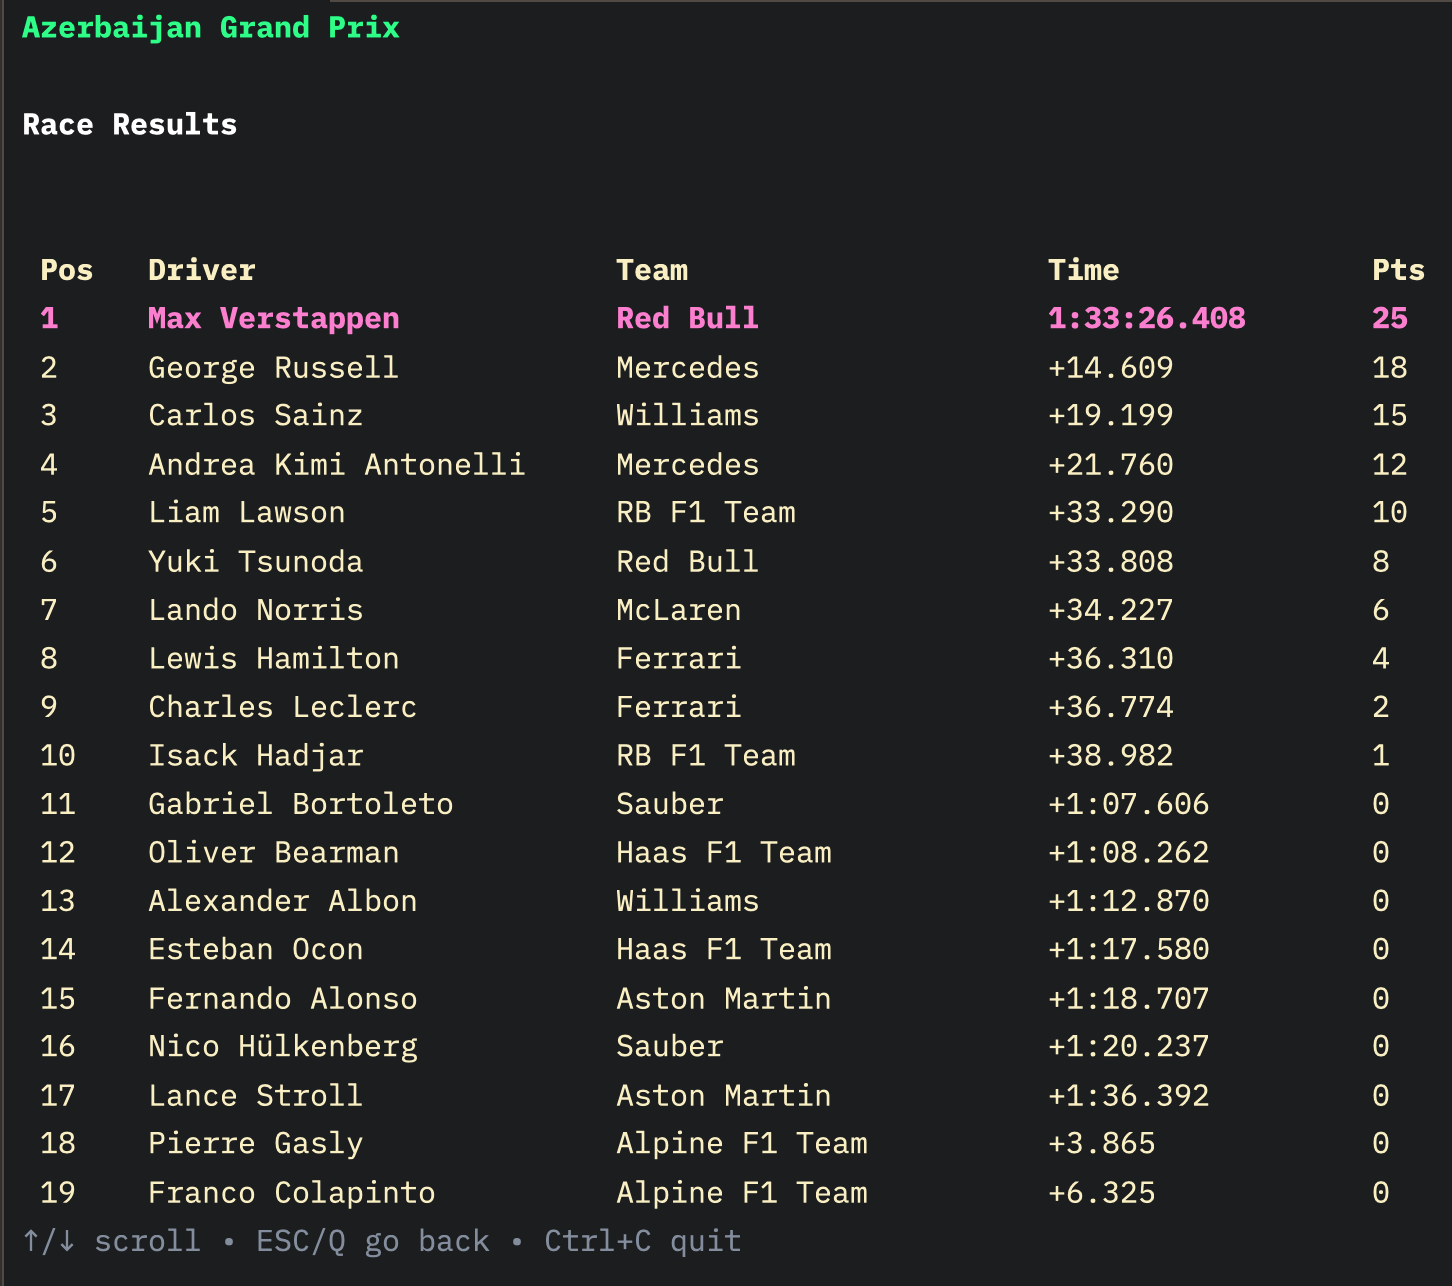 Azerbaijan Grand Prix
Race Results
Pos Driver Team Time Pts
1 Max Verstappen Red Bull 1:33:26.408 25
2 George Russell Mercedes +14.609 18
3 Carlos Sainz Williams +19.199 15
4 Andrea Kimi Antonelli Mercedes +21.760 12
5 Liam Lawson RB F1 Team +33.290 10
6 Yuki Tsunoda Red Bull +33.808 8
7 Lando Norris McLaren +34.227 6
8 Lewis Hamilton Ferrari +36.310 4
9 Charles Leclerc Ferrari +36.774 2
10 Isack Hadjar RB F1 Team +38.982 1
11 Gabriel Bortoleto Sauber +1:07.606 0
12 Oliver Bearman Haas F1 Team +1:08.262 0
13 Alexander Albon Williams +1:12.870 0
14 Esteban Ocon Haas F1 Team +1:17.580 0
15 Fernando Alonso Aston Martin +1:18.707 0
16 Nico Hülkenberg Sauber +1:20.237 0
17 Lance Stroll Aston Martin +1:36.392 0
18 Pierre Gasly Alpine F1 Team +3.865 0
19 Franco Colapinto Alpine F1 Team +6.325 0
↑/↓ scroll • ESC/Q go back • Ctrl+C quit